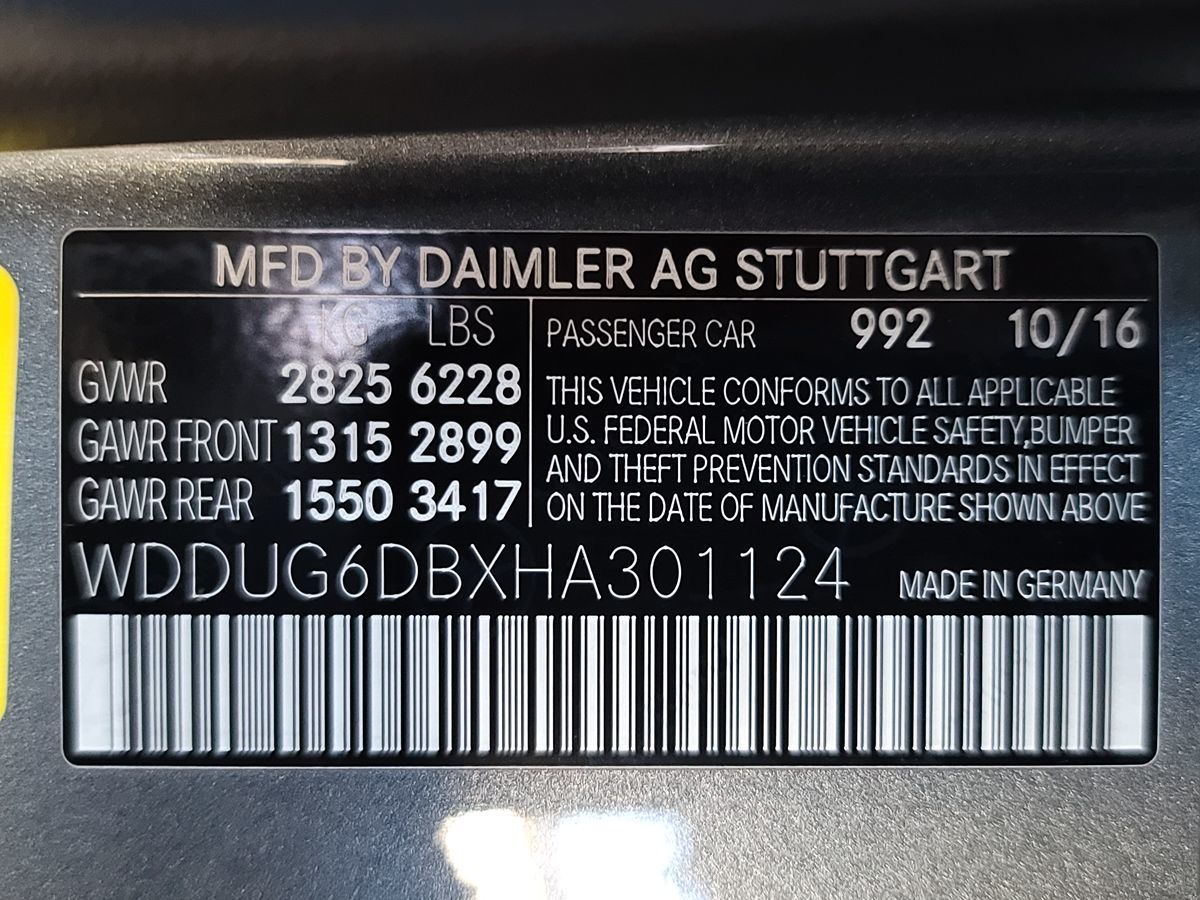 MFD BY DAIMLER AG STUTTGART
KG LBS
GVWR 2825 6228
GAWR FRONT 1315 2899
GAWR REAR 1550 3417
PASSENGER CAR 992 10/16
THIS VEHICLE CONFORMS TO ALL APPLICABLE
U.S. FEDERAL MOTOR VEHICLE SAFETY, BUMPER
AND THEFT PREVENTION STANDARDS IN EFFECT
ON THE DATE OF MANUFACTURE SHOWN ABOVE
WDDUG6DBXHA301124 MADE IN GERMANY